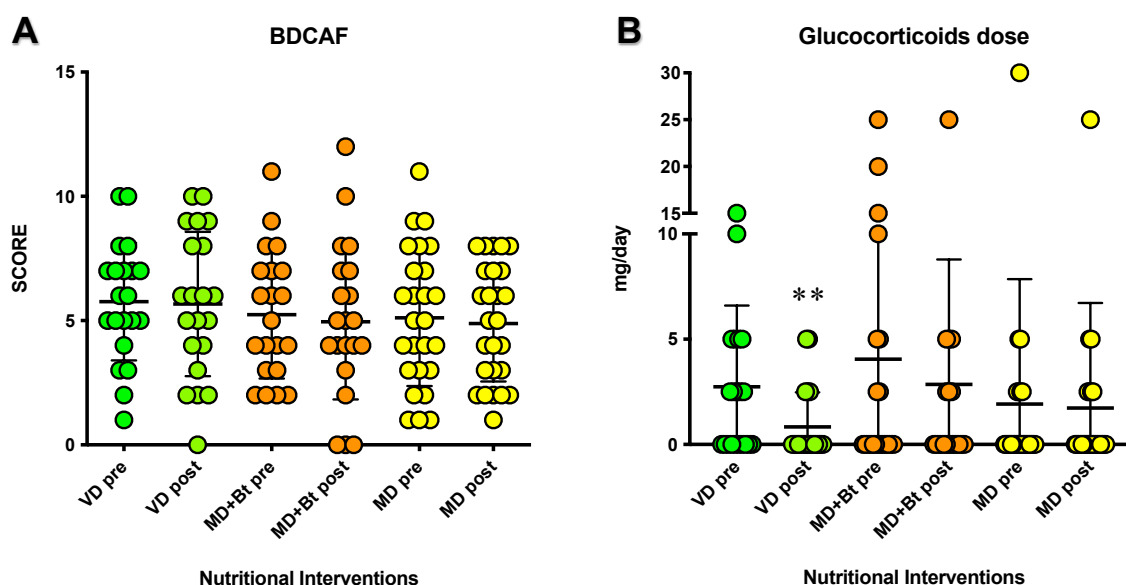 A
BDCAF
SCORE
15
10
5
0
VD pre
VD post
MD+Bt pre
MD+Bt post
MD pre
MD post
Nutritional Interventions
B
Glucocorticoids dose
mg/day
30
25
20
15
10
5
0
**
VD pre
VD post
MD+Bt pre
MD+Bt post
MD pre
MD post
Nutritional Interventions